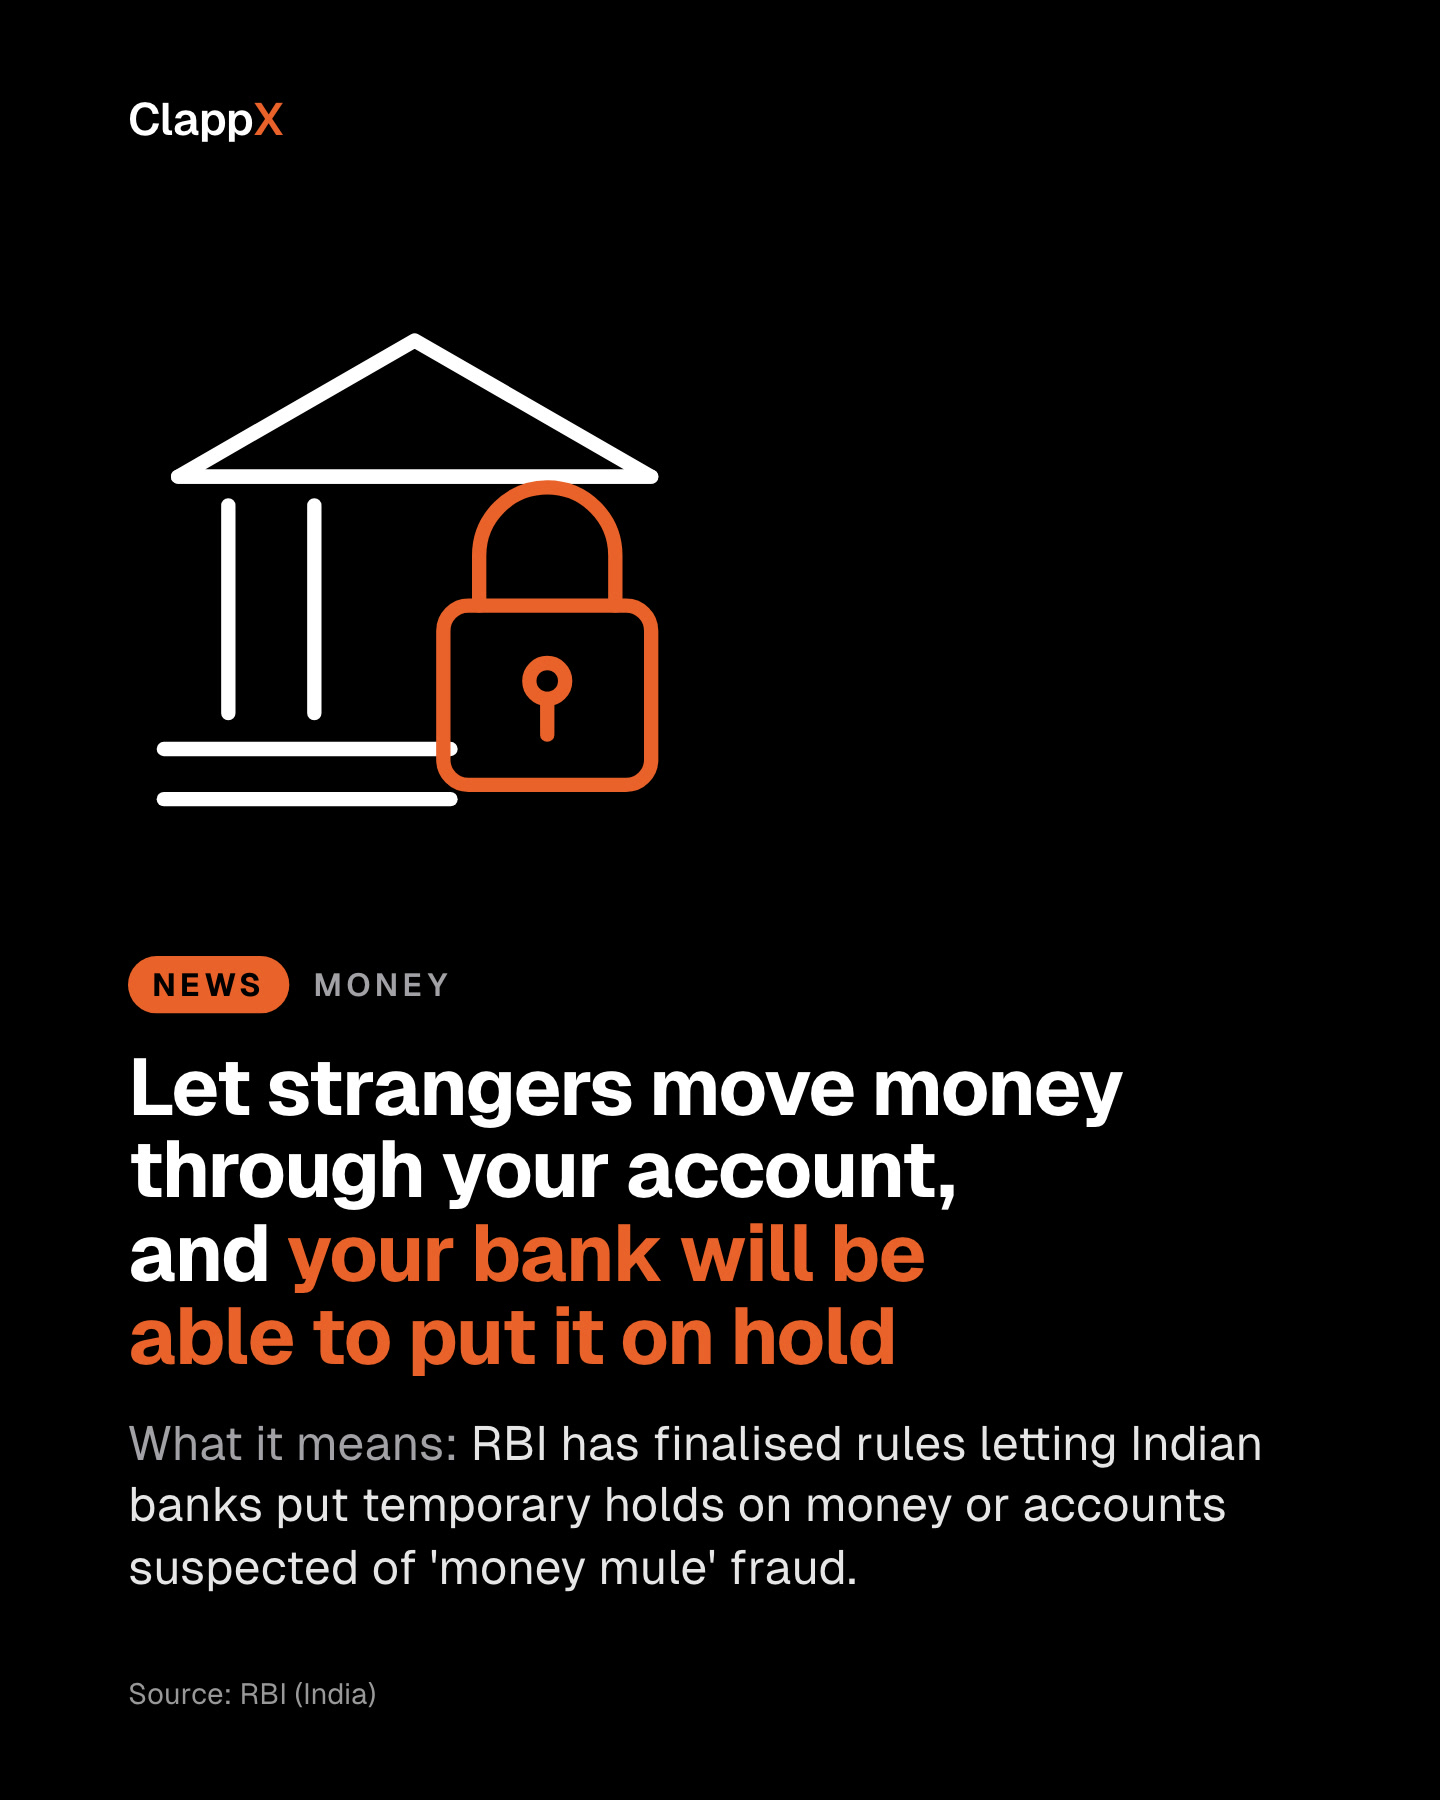 ClappX
NEWS MONEY
Let strangers move money
through your account,
and your bank will be
able to put it on hold
What it means: RBI has finalised rules letting Indian
banks put temporary holds on money or accounts
suspected of 'money mule' fraud.
Source: RBI (India)